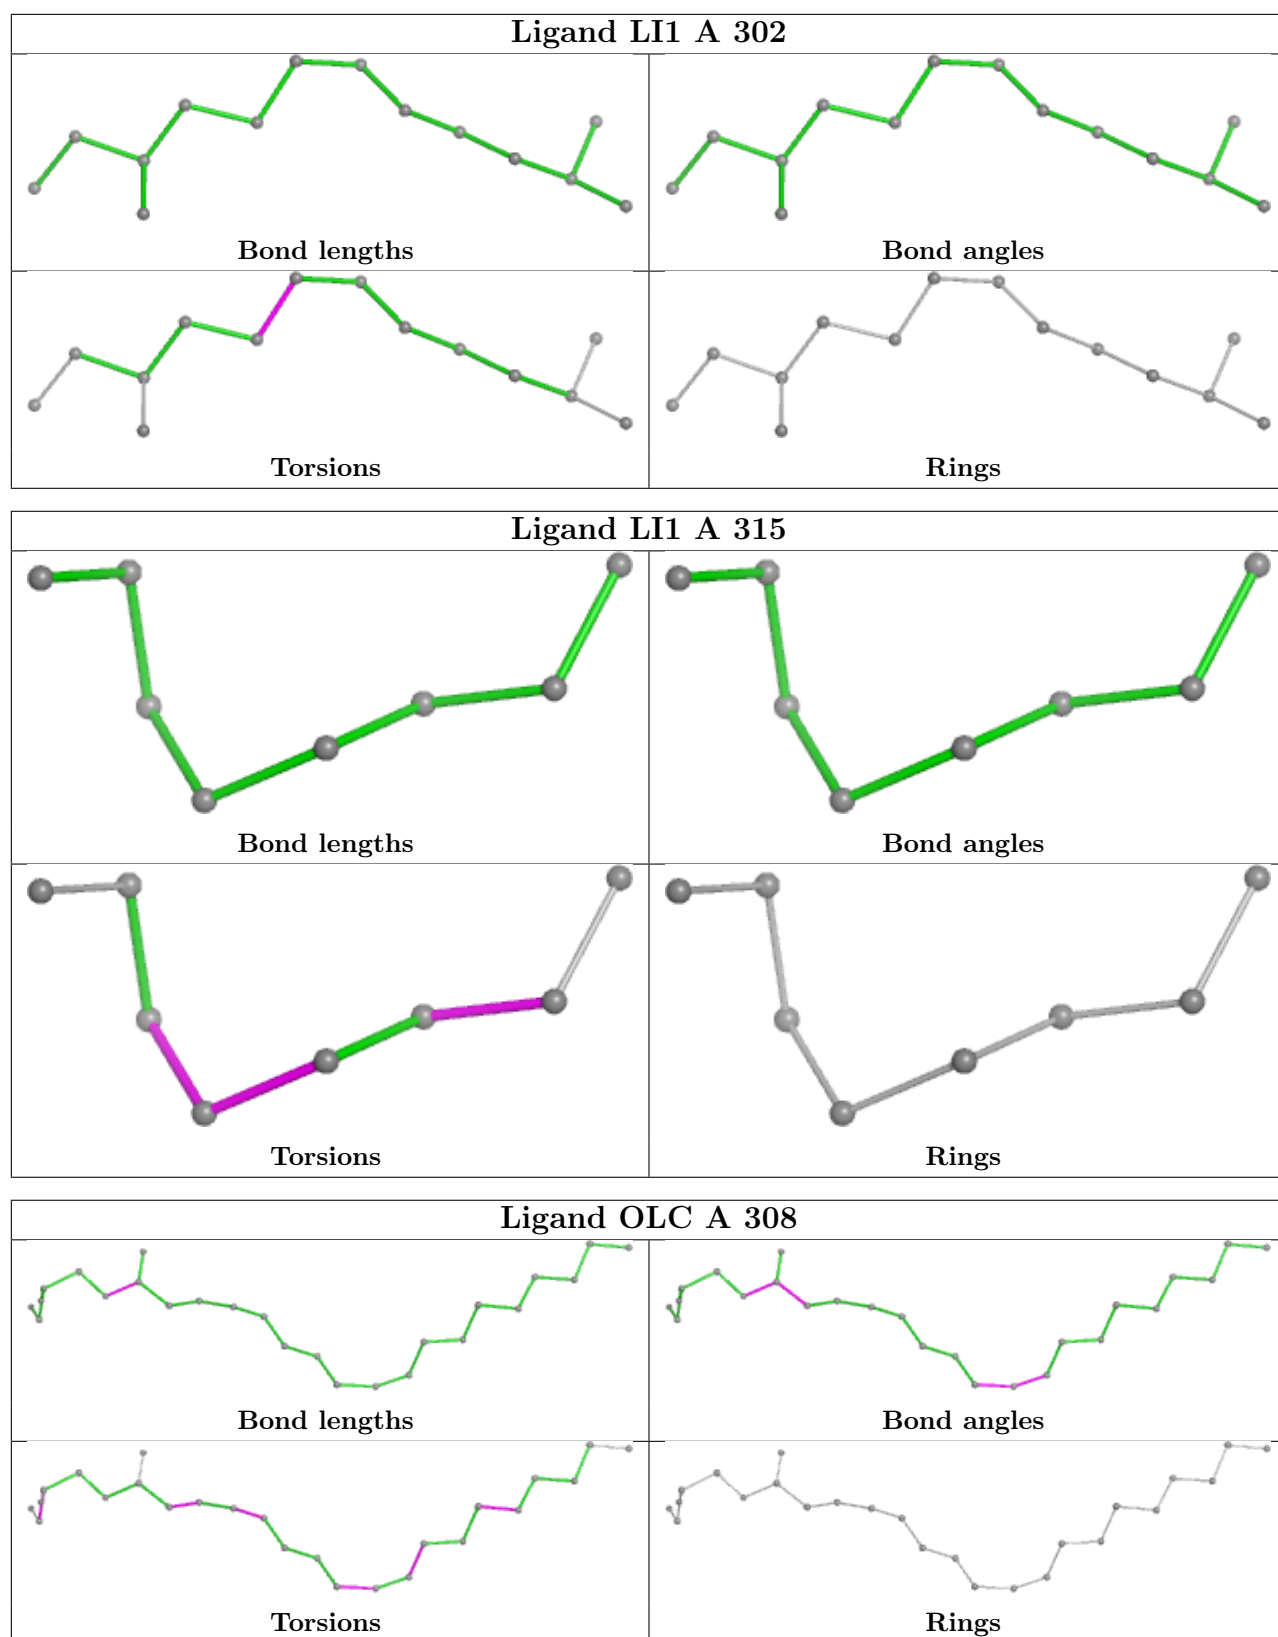 Ligand LI1 A 302
Bond lengths
Bond angles
Torsions
Rings
Ligand LI1 A 315
Bond lengths
Bond angles
Torsions
Rings
Ligand OLC A 308
Bond lengths
Bond angles
Torsions
Rings